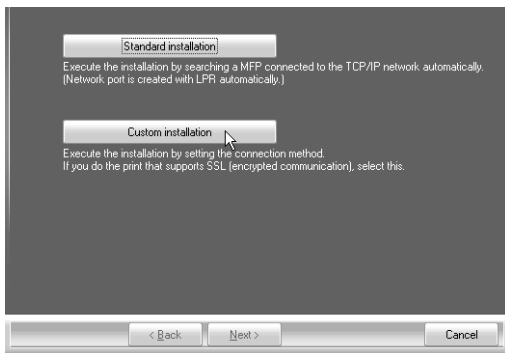 Standard installation
Execute the installation by searching a MFP connected to the TCP/IP network automatically.
(Network port is created with LPR automatically.)
Custom installation
Execute the installation by setting the connection method.
If you do the print that supports SSL (encrypted communication), select this.
< Back Next > Cancel